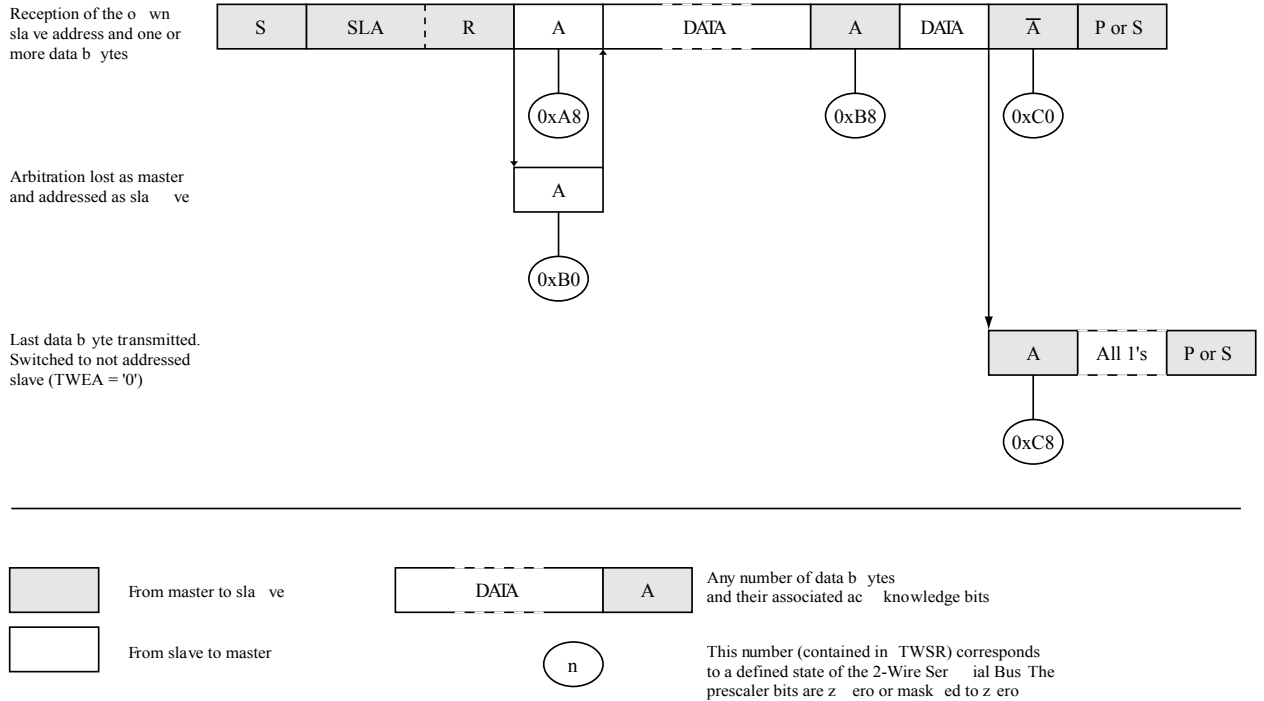 Reception of the o wn
sla ve address and one or
more data b ytes
S SLA R A DATA A DATA A̅ P or S
0xA8 0xB8 0xC0
Arbitration lost as master
and addressed as sla ve
A
0xB0
Last data b yte transmitted.
Switched to not addressed
slave (TWEA = '0')
A All 1's P or S
0xC8
From master to sla ve
DATA A
Any number of data b ytes
and their associated ac knowledge bits
From slave to master
n
This number (contained in TWSR) corresponds
to a defined state of the 2-Wire Ser ial Bus The
prescaler bits are z ero or mask ed to z ero